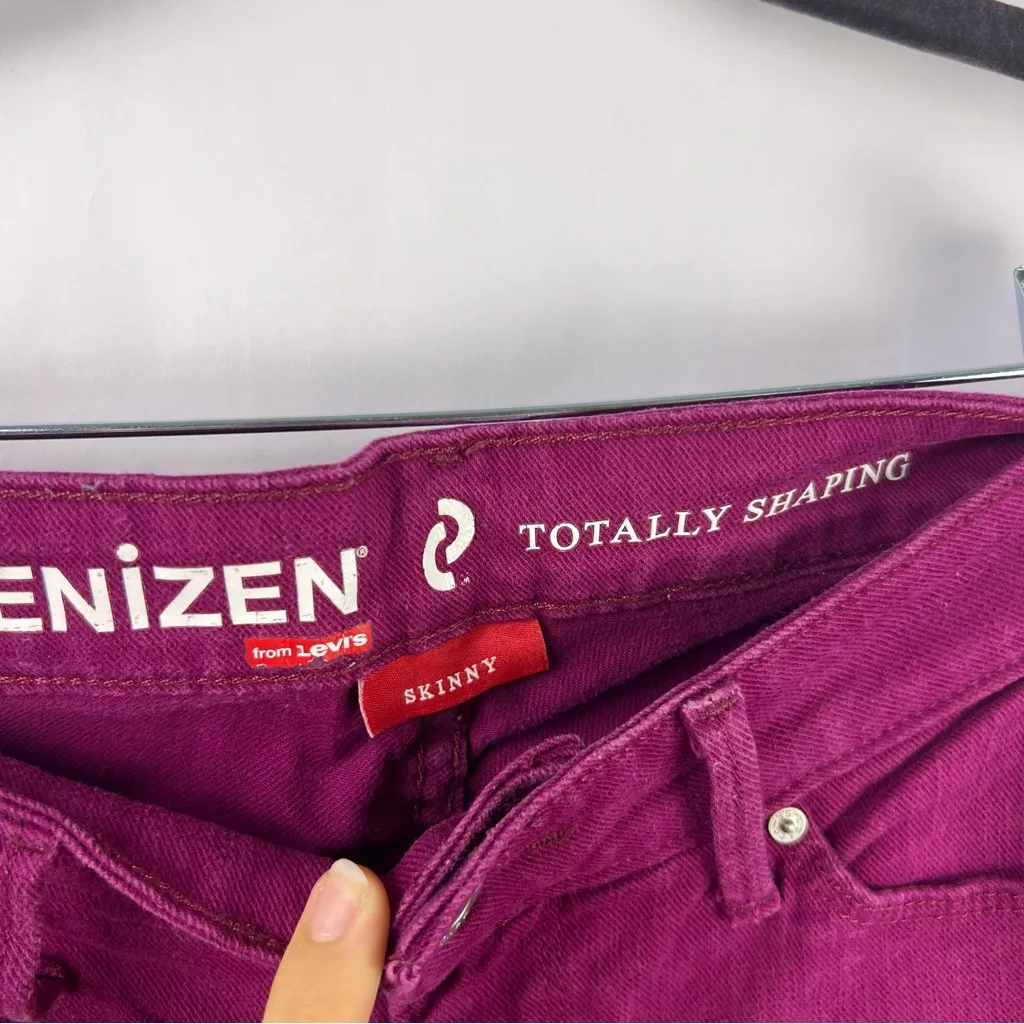 ENiZEN®
from Levi's
TOTALLY SHAPING
SKINNY